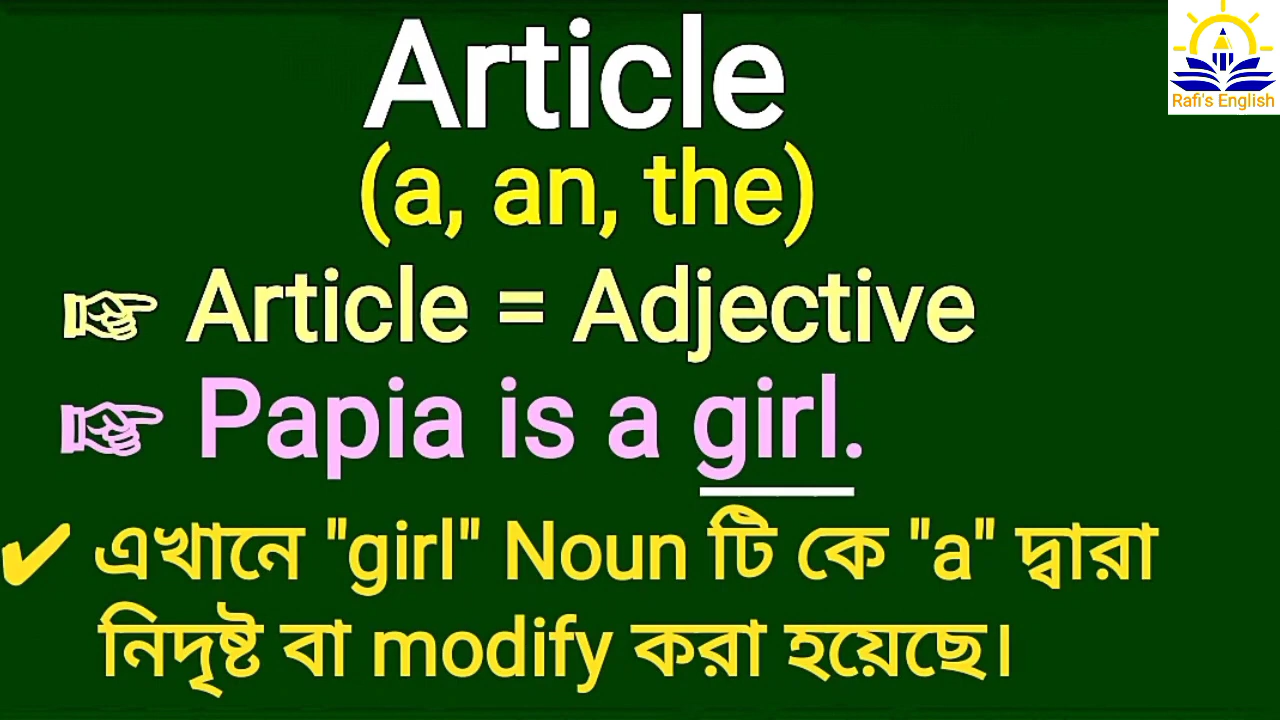 Article
Rafi's English
(a, an, the)
☞ Article = Adjective
☞ Papia is a girl.
✔ এখানে "girl" Noun টি কে "a" দ্বারা
নিদৃষ্ট বা modify করা হয়েছে।